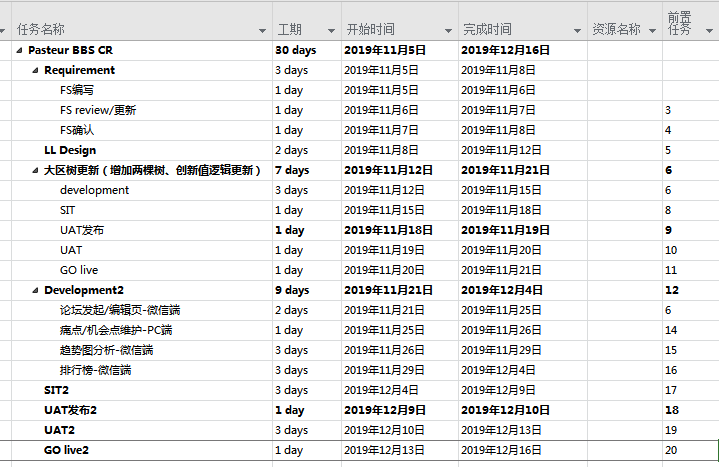 任务名称 工期 开始时间 完成时间 资源名称 前置任务
Pasteur BBS CR 30 days 2019年11月5日 2019年12月16日
Requirement 3 days 2019年11月5日 2019年11月8日
FS编写 1 day 2019年11月5日 2019年11月6日
FS review/更新 1 day 2019年11月6日 2019年11月7日 3
FS确认 1 day 2019年11月7日 2019年11月8日 4
LL Design 2 days 2019年11月8日 2019年11月12日 5
大区树更新（增加两棵树、创新值逻辑更新） 7 days 2019年11月12日 2019年11月21日 6
development 3 days 2019年11月12日 2019年11月15日 6
SIT 1 day 2019年11月15日 2019年11月18日 8
UAT发布 1 day 2019年11月18日 2019年11月19日 9
UAT 1 day 2019年11月19日 2019年11月20日 10
GO live 1 day 2019年11月20日 2019年11月21日 11
Development2 9 days 2019年11月21日 2019年12月4日 12
论坛发起/编辑页-微信端 2 days 2019年11月21日 2019年11月25日 6
痛点/机会点维护-PC端 1 day 2019年11月25日 2019年11月26日 14
趋势图分析-微信端 3 days 2019年11月26日 2019年11月29日 15
排行榜-微信端 3 days 2019年11月29日 2019年12月4日 16
SIT2 3 days 2019年12月4日 2019年12月9日 17
UAT发布2 1 day 2019年12月9日 2019年12月10日 18
UAT2 3 days 2019年12月10日 2019年12月13日 19
GO live2 1 day 2019年12月13日 2019年12月16日 20